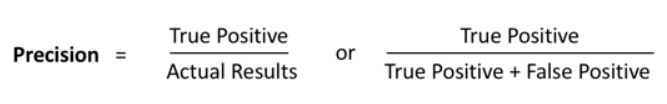 Precision = True Positive / Actual Results or True Positive / True Positive + False Positive